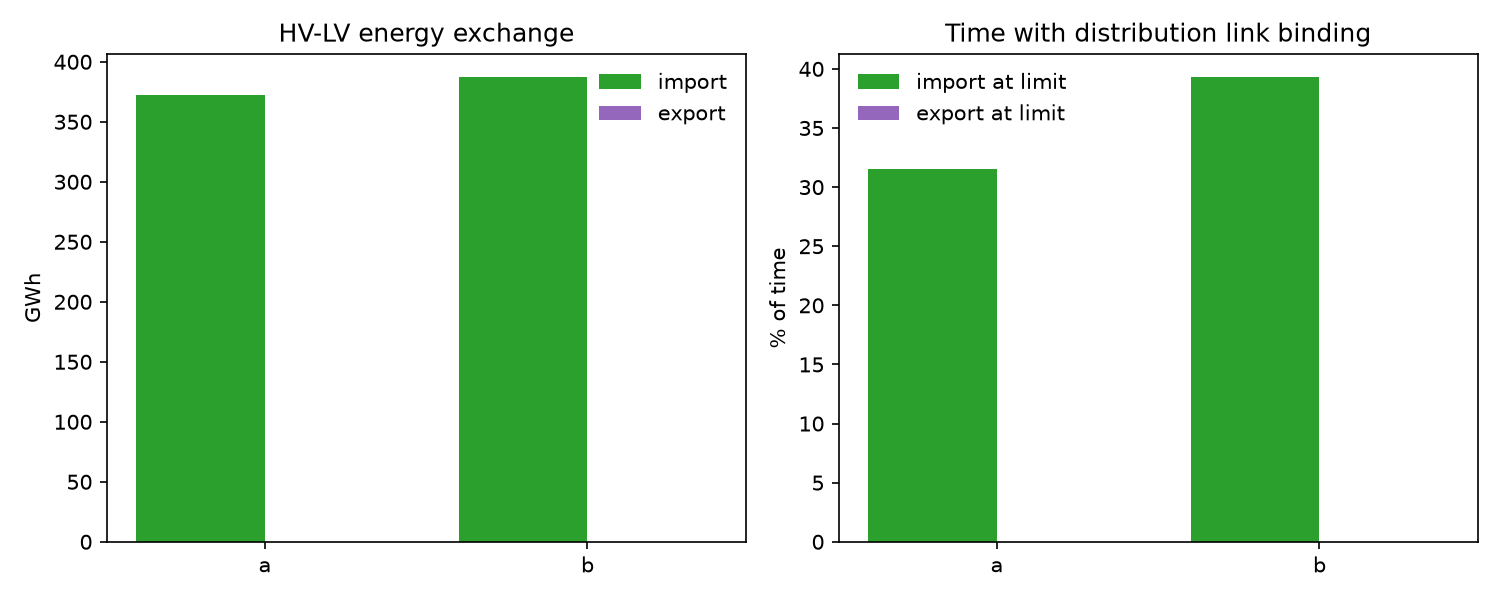 HV-LV energy exchange
GWh
400
350
300
250
200
150
100
50
0
a
b
import
export
Time with distribution link binding
% of time
40
35
30
25
20
15
10
5
0
a
b
import at limit
export at limit